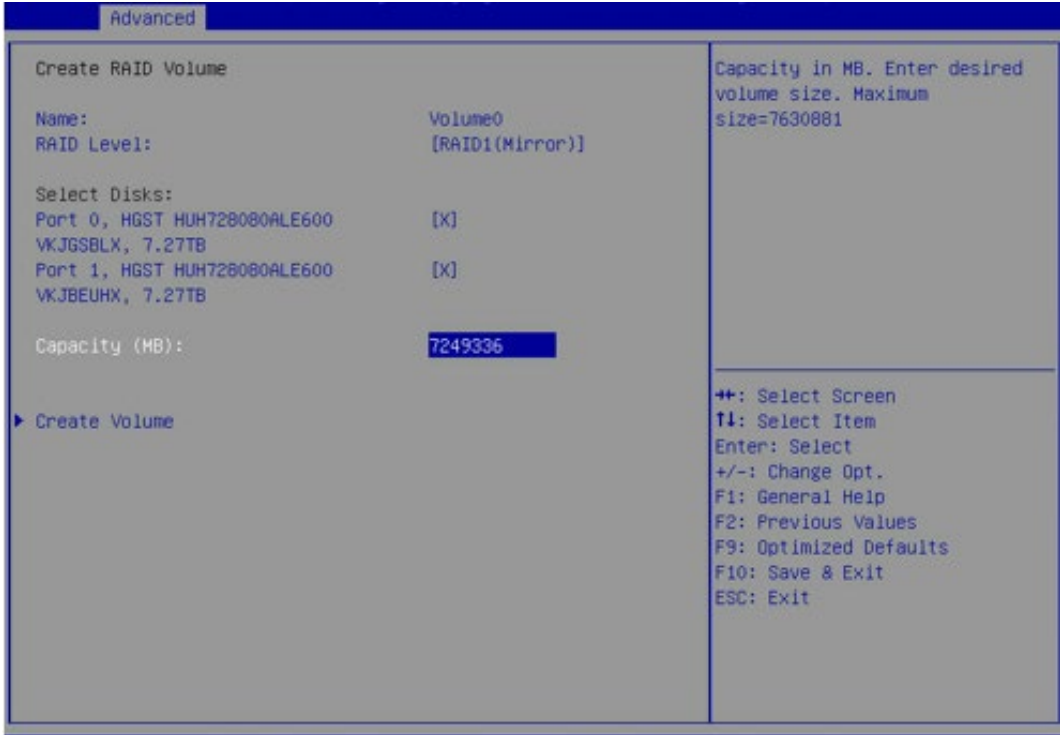 Advanced
Create RAID Volume
Name: Volume0
RAID Level: [RAID1(Mirror)]
Select Disks:
Port 0, HGST HUH728080ALE600 [X]
VKJGSBLX, 7.27TB
Port 1, HGST HUH728080ALE600 [X]
VKJBEUHX, 7.27TB
Capacity (MB): 7249336
Create Volume
Capacity in MB. Enter desired
volume size. Maximum
size=7630881
→←: Select Screen
↑↓: Select Item
Enter: Select
+/-: Change Opt.
F1: General Help
F2: Previous Values
F9: Optimized Defaults
F10: Save & Exit
ESC: Exit